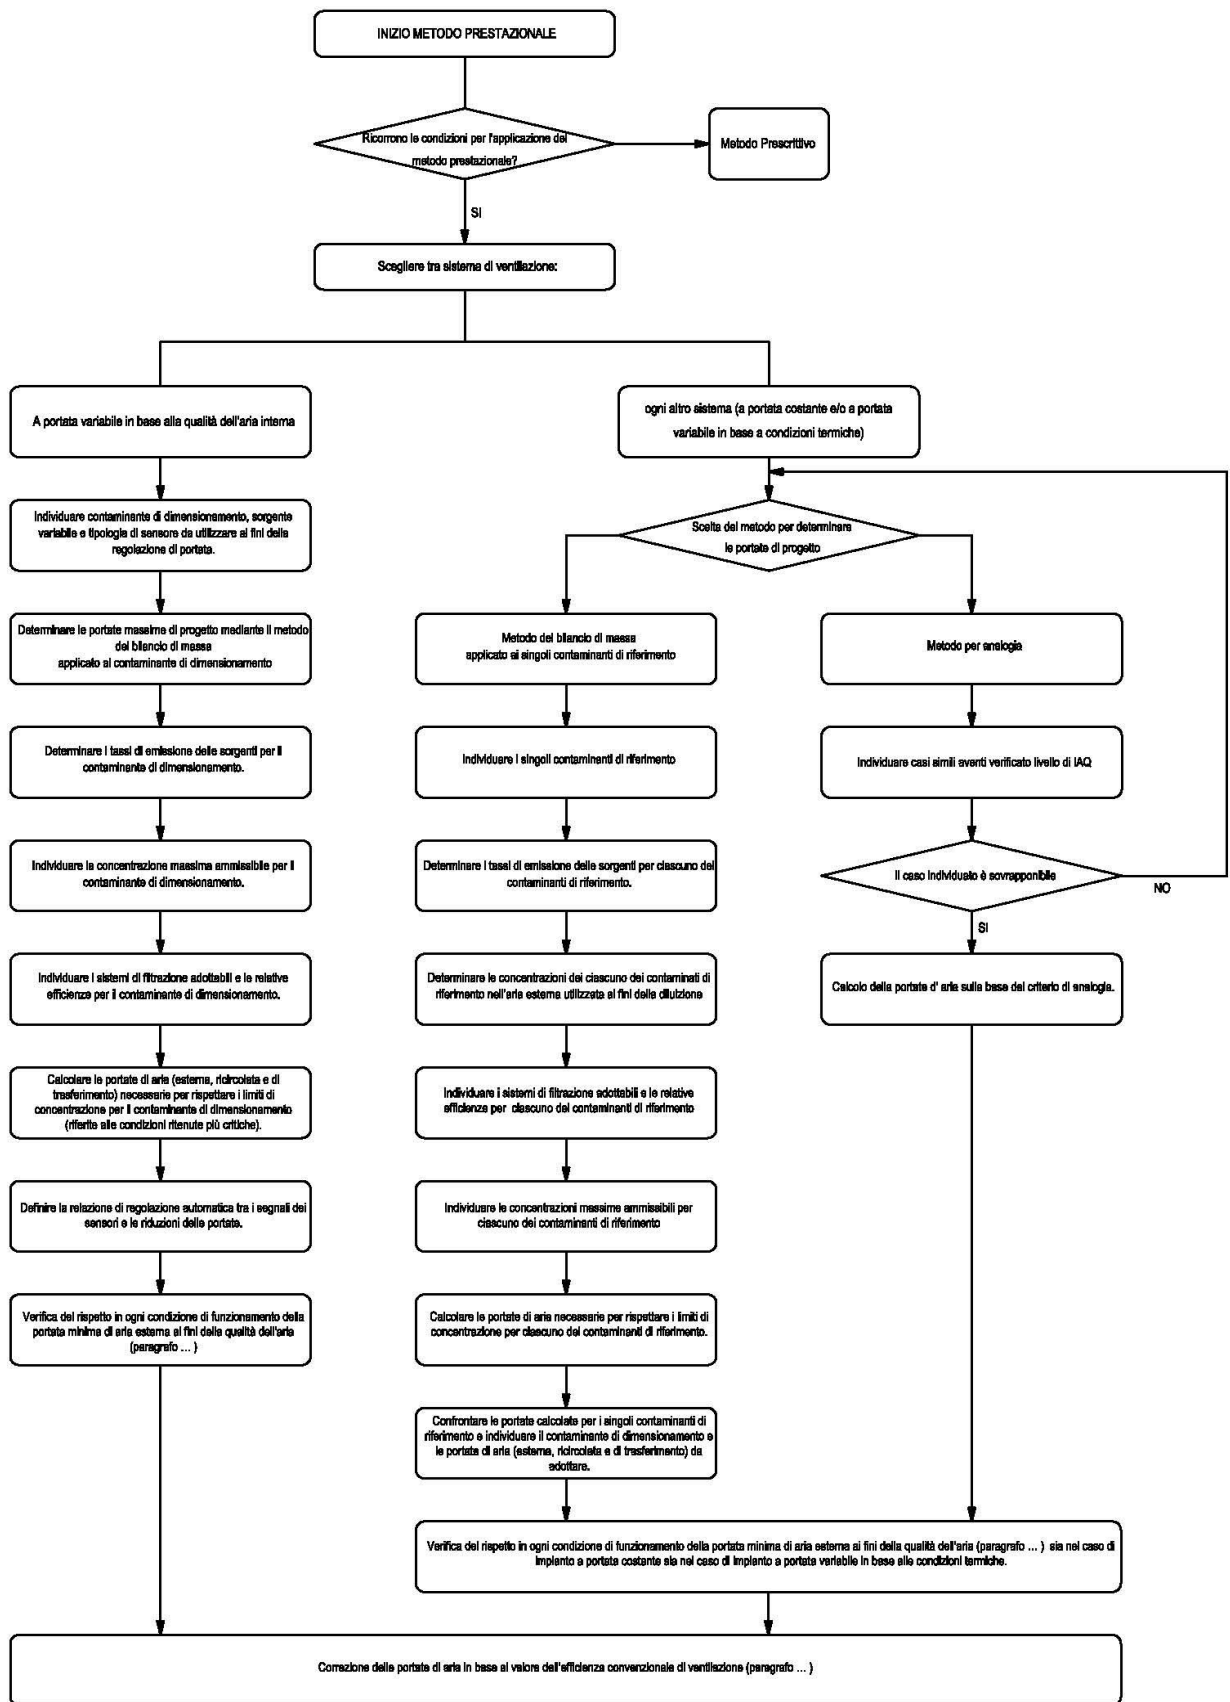 INIZIO METODO PRESTAZIONALE
Ricorrono le condizioni per l'applicazione del
metodo prestazionale?
Metodo Prescrittivo
SI
Scegliere tra sistema di ventilazione:
A portata variabile in base alla qualità dell'aria interna
ogni altro sistema (a portata costante e/o a portata
variabile in base a condizioni termiche)
Individuare contaminante di dimensionamento, sorgente
variabile e tipologia di sensore da utilizzare ai fini della
regolazione di portata.
Scelta del metodo per determinare
le portate di progetto
Determinare le portate massime di progetto mediante il metodo
del bilancio di massa
applicato al contaminante di dimensionamento
Metodo del bilancio di massa
applicato ai singoli contaminanti di riferimento
Metodo per analogia
Determinare i tassi di emissione delle sorgenti per il
contaminante di dimensionamento.
Individuare i singoli contaminanti di riferimento
Individuare casi simili aventi verificato livello di IAQ
Individuare la concentrazione massima ammissibile per il
contaminante di dimensionamento.
Determinare i tassi di emissione delle sorgenti per ciascuno dei
contaminanti di riferimento.
Il caso individuato è sovrapponibile
NO
SI
Individuare i sistemi di filtrazione adottabili e le relative
efficienze per il contaminante di dimensionamento.
Determinare le concentrazioni dei ciascuno dei contaminati di
riferimento nell'aria esterna utilizzata ai fini della diluizione
Calcolo della portate d' aria sulla base del criterio di analogia.
Calcolare le portate di aria (esterna, ricircolata e di
trasferimento) necessarie per rispettare i limiti di
concentrazione per il contaminante di dimensionamento
(riferite alle condizioni ritenute più critiche).
Individuare i sistemi di filtrazione adottabili e le relative
efficienze per ciascuno dei contaminanti di riferimento
Definire la relazione di regolazione automatica tra i segnali dei
sensori e le riduzioni delle portate.
Individuare le concentrazioni massime ammissibili per
ciascuno dei contaminanti di riferimento
Verifica del rispetto in ogni condizione di funzionamento della
portata minima di aria esterna ai fini della qualità dell'aria
(paragrafo ... )
Calcolare le portate di aria necessarie per rispettare i limiti di
concentrazione per ciascuno dei contaminanti di riferimento.
Confrontare le portate calcolate per i singoli contaminanti di
riferimento e individuare il contaminante di dimensionamento e
le portate di aria (esterna, ricircolata e di trasferimento) da
adottare.
Verifica del rispetto in ogni condizione di funzionamento della portata minima di aria esterna ai fini della qualità dell'aria (paragrafo ... ) sia nel caso di
impianto a portata costante sia nel caso di impianto a portata variabile in base alle condizioni termiche.
Correzione delle portate di aria in base al valore dell'efficienza convenzionale di ventilazione (paragrafo ... )